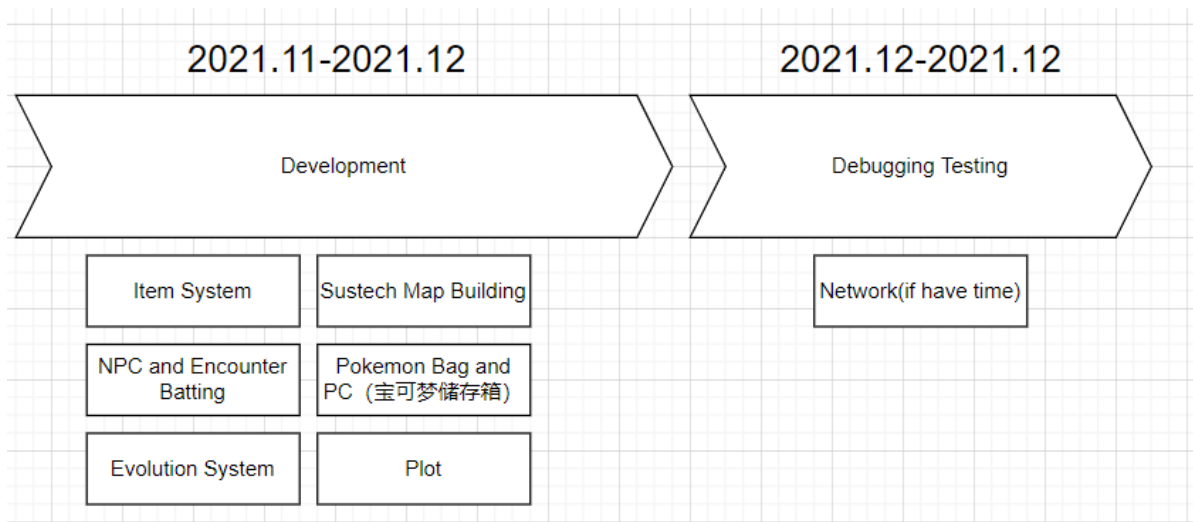 2021.11-2021.12
2021.12-2021.12
Development
Debugging Testing
Item System
Sustech Map Building
Network(if have time)
NPC and Encounter
Batting
Pokemon Bag and
PC（宝可梦储存箱）
Evolution System
Plot